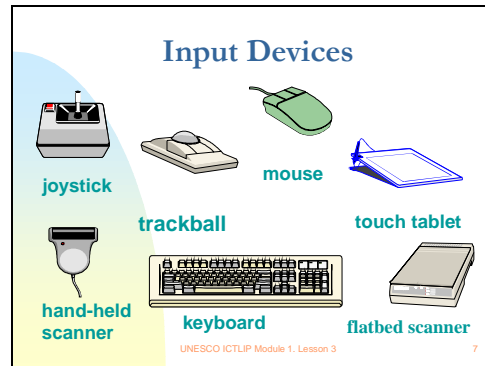 Input Devices
joystick
mouse
trackball
touch tablet
hand-held
scanner
keyboard
flatbed scanner
UNESCO ICTLIP Module 1. Lesson 3
7